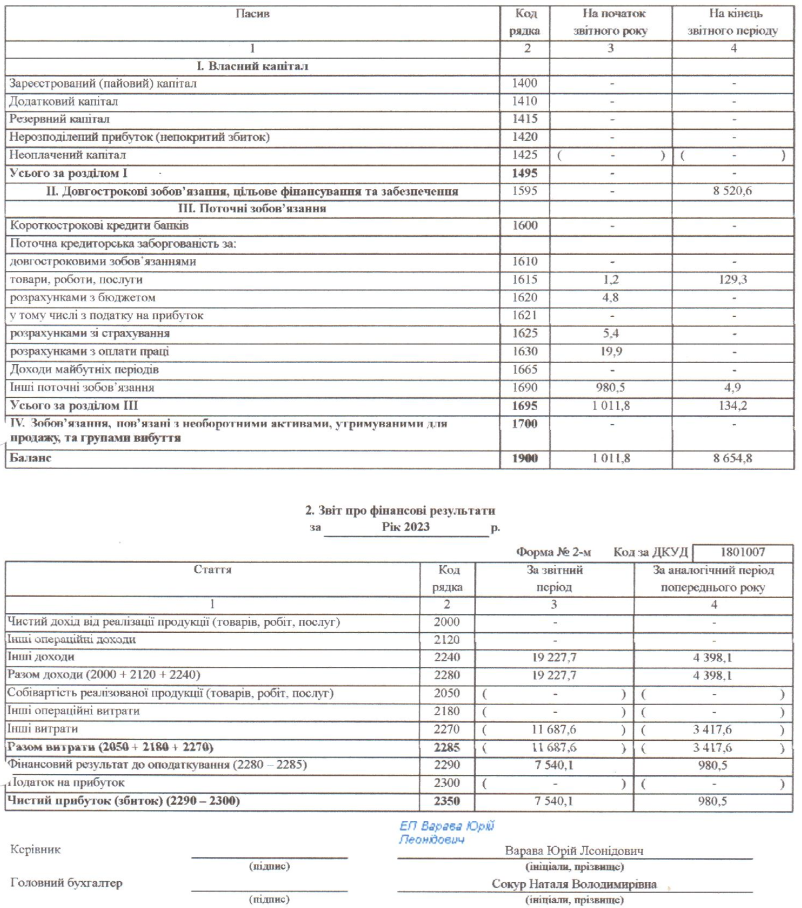 Пасив Код рядка На початок звітного року На кінець звітного періоду
1 2 3 4
I. Власний капітал
Зареєстрований (пайовий) капітал 1400 - -
Додатковий капітал 1410 - -
Резервний капітал 1415 - -
Нерозподілений прибуток (непокритий збиток) 1420 - -
Неоплачений капітал 1425 ( - ) ( - )
Усього за розділом I 1495 - -
II. Довгострокові зобов’язання, цільове фінансування та забезпечення 1595 - 8 520,6
III. Поточні зобов’язання
Короткострокові кредити банків 1600 - -
Поточна кредиторська заборгованість за:
довгостроковими зобов’язаннями 1610 - -
товари, роботи, послуги 1615 1,2 129,3
розрахунками з бюджетом 1620 4,8 -
у тому числі з податку на прибуток 1621 - -
розрахунками зі страхування 1625 5,4 -
розрахунками з оплати праці 1630 19,9 -
Доходи майбутніх періодів 1665 - -
Інші поточні зобов’язання 1690 980,5 4,9
Усього за розділом III 1695 1 011,8 134,2
IV. Зобов’язання, пов’язані з необоротними активами, утримуваними для 1700 - -
продажу, та групами вибуття
Баланс 1900 1 011,8 8 654,8
2. Звіт про фінансові результати
за Рік 2023 р.
Форма № 2-м Код за ДКУД 1801007
Стаття Код рядка За звітний період За аналогічний період попереднього року
1 2 3 4
Чистий дохід від реалізації продукції (товарів, робіт, послуг) 2000 - -
Інші операційні доходи 2120 - -
Інші доходи 2240 19 227,7 4 398,1
Разом доходи (2000 + 2120 + 2240) 2280 19 227,7 4 398,1
Собівартість реалізованої продукції (товарів, робіт, послуг) 2050 ( - ) ( - )
Інші операційні витрати 2180 ( - ) ( - )
Інші витрати 2270 ( 11 687,6 ) ( 3 417,6 )
Разом витрати (2050 + 2180 + 2270) 2285 ( 11 687,6 ) ( 3 417,6 )
Фінансовий результат до оподаткування (2280 – 2285) 2290 7 540,1 980,5
Податок на прибуток 2300 ( - ) ( - )
Чистий прибуток (збиток) (2290 – 2300) 2350 7 540,1 980,5
ЕП Варава Юрій
Леонідович
Керівник Варава Юрій Леонідович
(підпис) (ініціали, прізвище)
Головний бухгалтер Сокур Наталя Володимирівна
(підпис) (ініціали, прізвище)